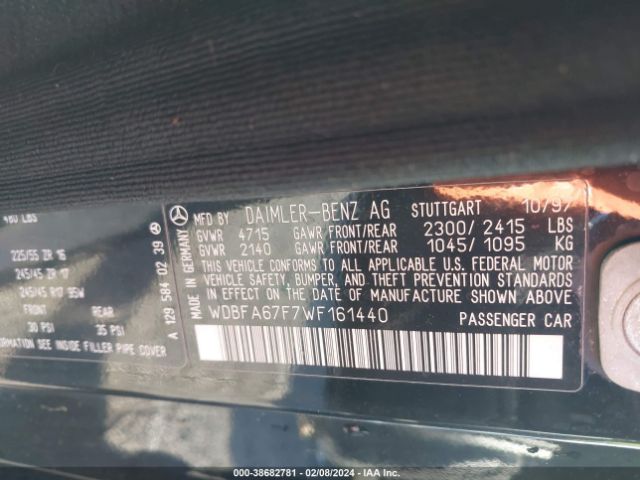 480 LBS
225/55 ZR 16
245/45 ZR 17
245/45 R17 95W
FRONT REAR
30 PSI 35 PSI
FORMATION SEE INSIDE FILLER PIPE COVER
A 129 584 02 39
MADE IN GERMANY
MFD BY DAIMLER-BENZ AG STUTTGART 10/97
GVWR 4715 GAWR FRONT/REAR 2300/ 2415 LBS
GVWR 2140 GAWR FRONT/REAR 1045/ 1095 KG
THIS VEHICLE CONFORMS TO ALL APPLICABLE U.S. FEDERAL MOTOR
VEHICLE SAFETY, BUMPER, AND THEFT PREVENTION STANDARDS
IN EFFECT ON THE DATE OF MANUFACTURE SHOWN ABOVE
WDBFA67F7WF161440 PASSENGER CAR
000-38682781 - 02/08/2024 - IAA Inc.